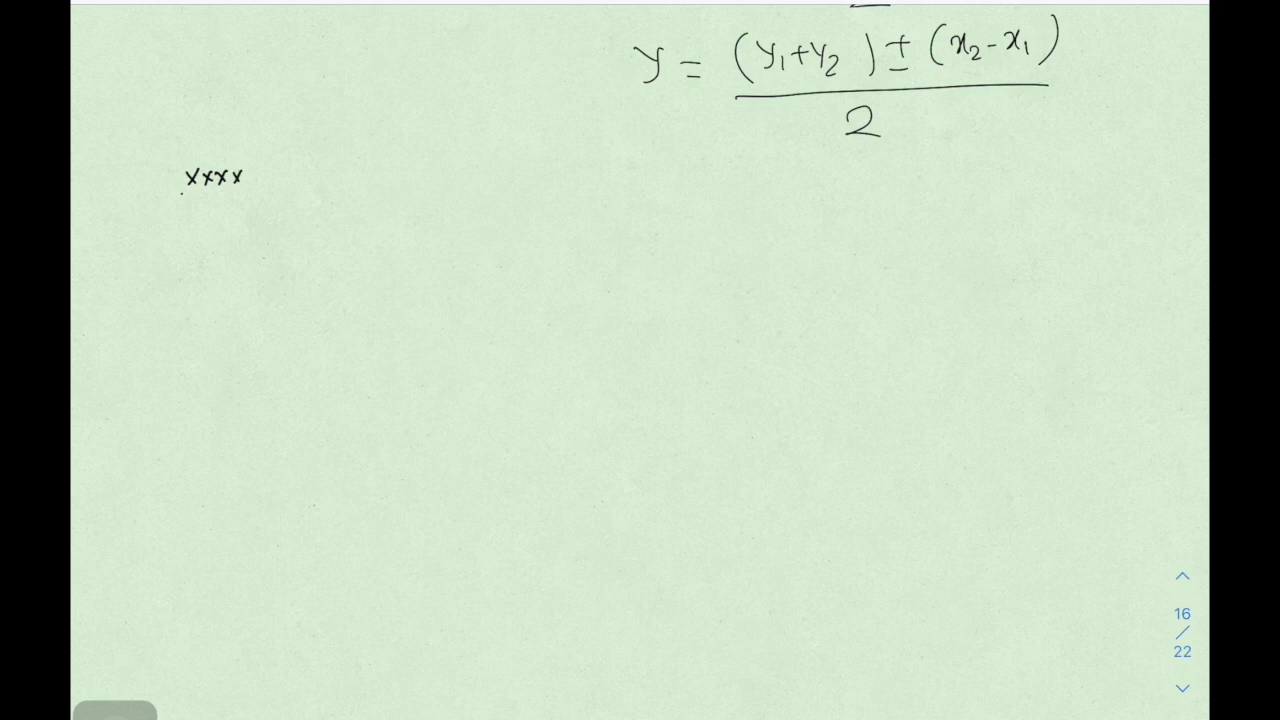 y = (y₁+y₂) ± (x₂-x₁)
2
xxxx
16
/
22